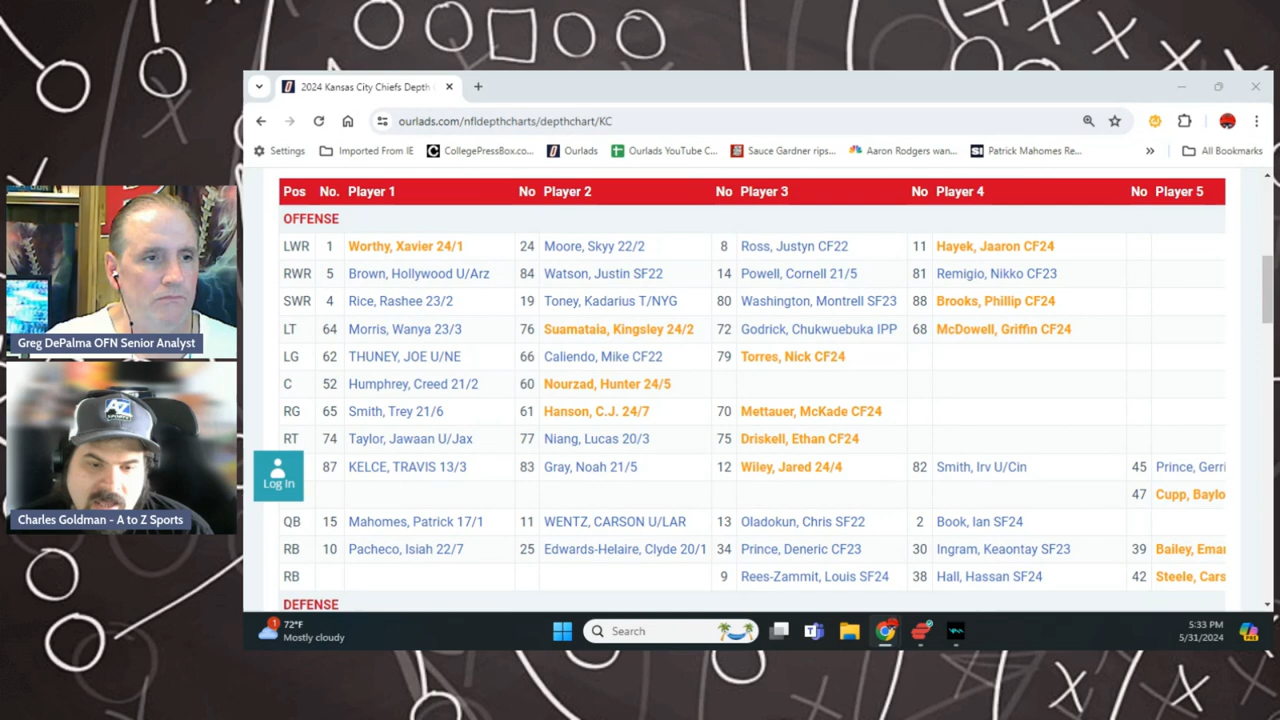 2024 Kansas City Chiefs Depth
ourlads.com/nfldepthcharts/depthchart/KC
Settings Imported From IE CollegePressBox.co... Ourlads Ourlads YouTube C... Sauce Gardner rips... Aaron Rodgers wan... Patrick Mahomes Re... » All Bookmarks
Pos No. Player 1 No Player 2 No Player 3 No Player 4 No Player 5
OFFENSE
LWR 1 Worthy, Xavier 24/1 24 Moore, Skyy 22/2 8 Ross, Justyn CF22 11 Hayek, Jaaron CF24
RWR 5 Brown, Hollywood U/Arz 84 Watson, Justin SF22 14 Powell, Cornell 21/5 81 Remigio, Nikko CF23
SWR 4 Rice, Rashee 23/2 19 Toney, Kadarius T/NYG 80 Washington, Montrell SF23 88 Brooks, Phillip CF24
LT 64 Morris, Wanya 23/3 76 Suamataia, Kingsley 24/2 72 Godrick, Chukwuebuka IPP 68 McDowell, Griffin CF24
LG 62 THUNEY, JOE U/NE 66 Caliendo, Mike CF22 79 Torres, Nick CF24
C 52 Humphrey, Creed 21/2 60 Nourzad, Hunter 24/5
RG 65 Smith, Trey 21/6 61 Hanson, C.J. 24/7 70 Mettauer, McKade CF24
RT 74 Taylor, Jawaan U/Jax 77 Niang, Lucas 20/3 75 Driskell, Ethan CF24
87 KELCE, TRAVIS 13/3 83 Gray, Noah 21/5 12 Wiley, Jared 24/4 82 Smith, Irv U/Cin 45 Prince, Gerri
47 Cupp, Baylo
QB 15 Mahomes, Patrick 17/1 11 WENTZ, CARSON U/LAR 13 Oladokun, Chris SF22 2 Book, Ian SF24
RB 10 Pacheco, Isiah 22/7 25 Edwards-Helaire, Clyde 20/1 34 Prince, Deneric CF23 30 Ingram, Keaontay SF23 39 Bailey, Emar
RB 9 Rees-Zammit, Louis SF24 38 Hall, Hassan SF24 42 Steele, Cars
DEFENSE
Log In
Greg DePalma OFN Senior Analyst
A Z
SPORTS
Charles Goldman - A to Z Sports
1 72°F
Mostly cloudy
Search
5:33 PM
5/31/2024